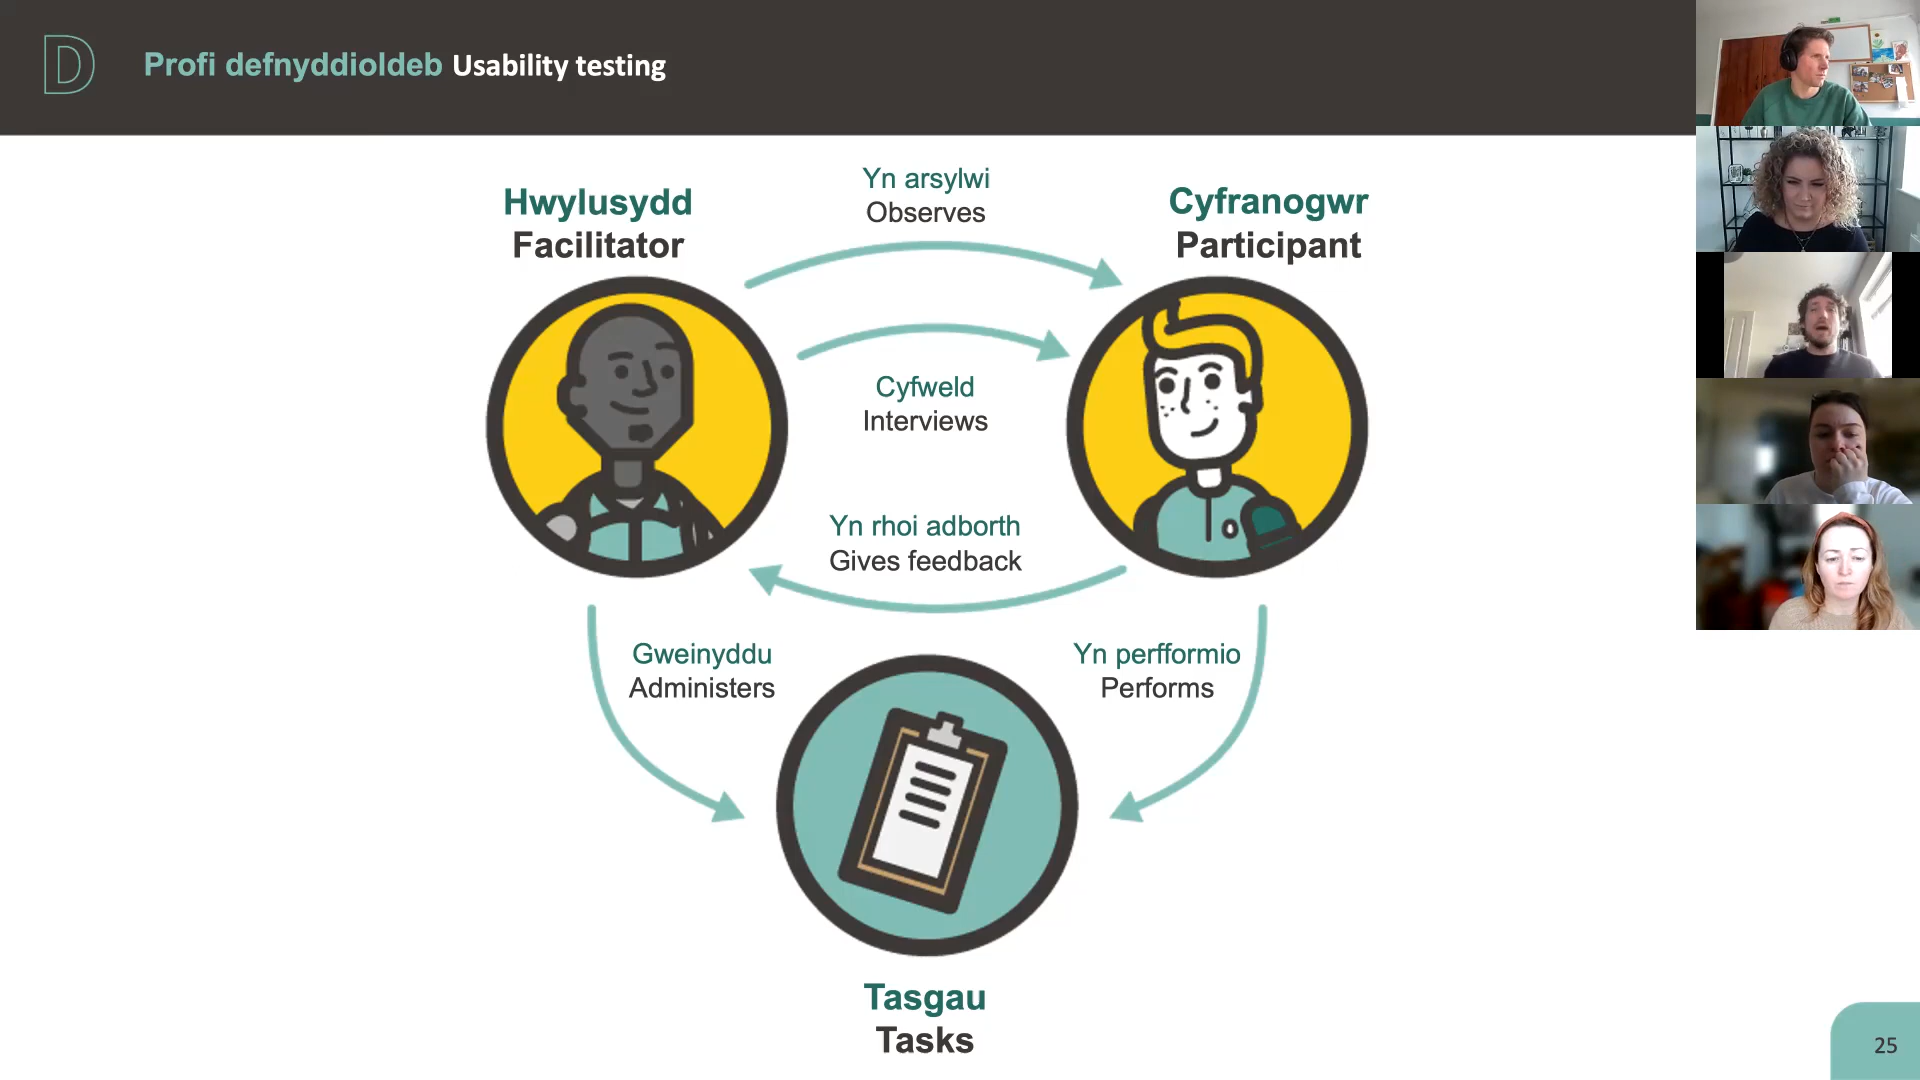 D
Profi defnyddioldeb Usability testing
Hwylusydd
Facilitator
Yn arsylwi
Observes
Cyfranogwr
Participant
Cyfweld
Interviews
Yn rhoi adborth
Gives feedback
Gweinyddu
Administers
Yn perfformio
Performs
Tasgau
Tasks
25